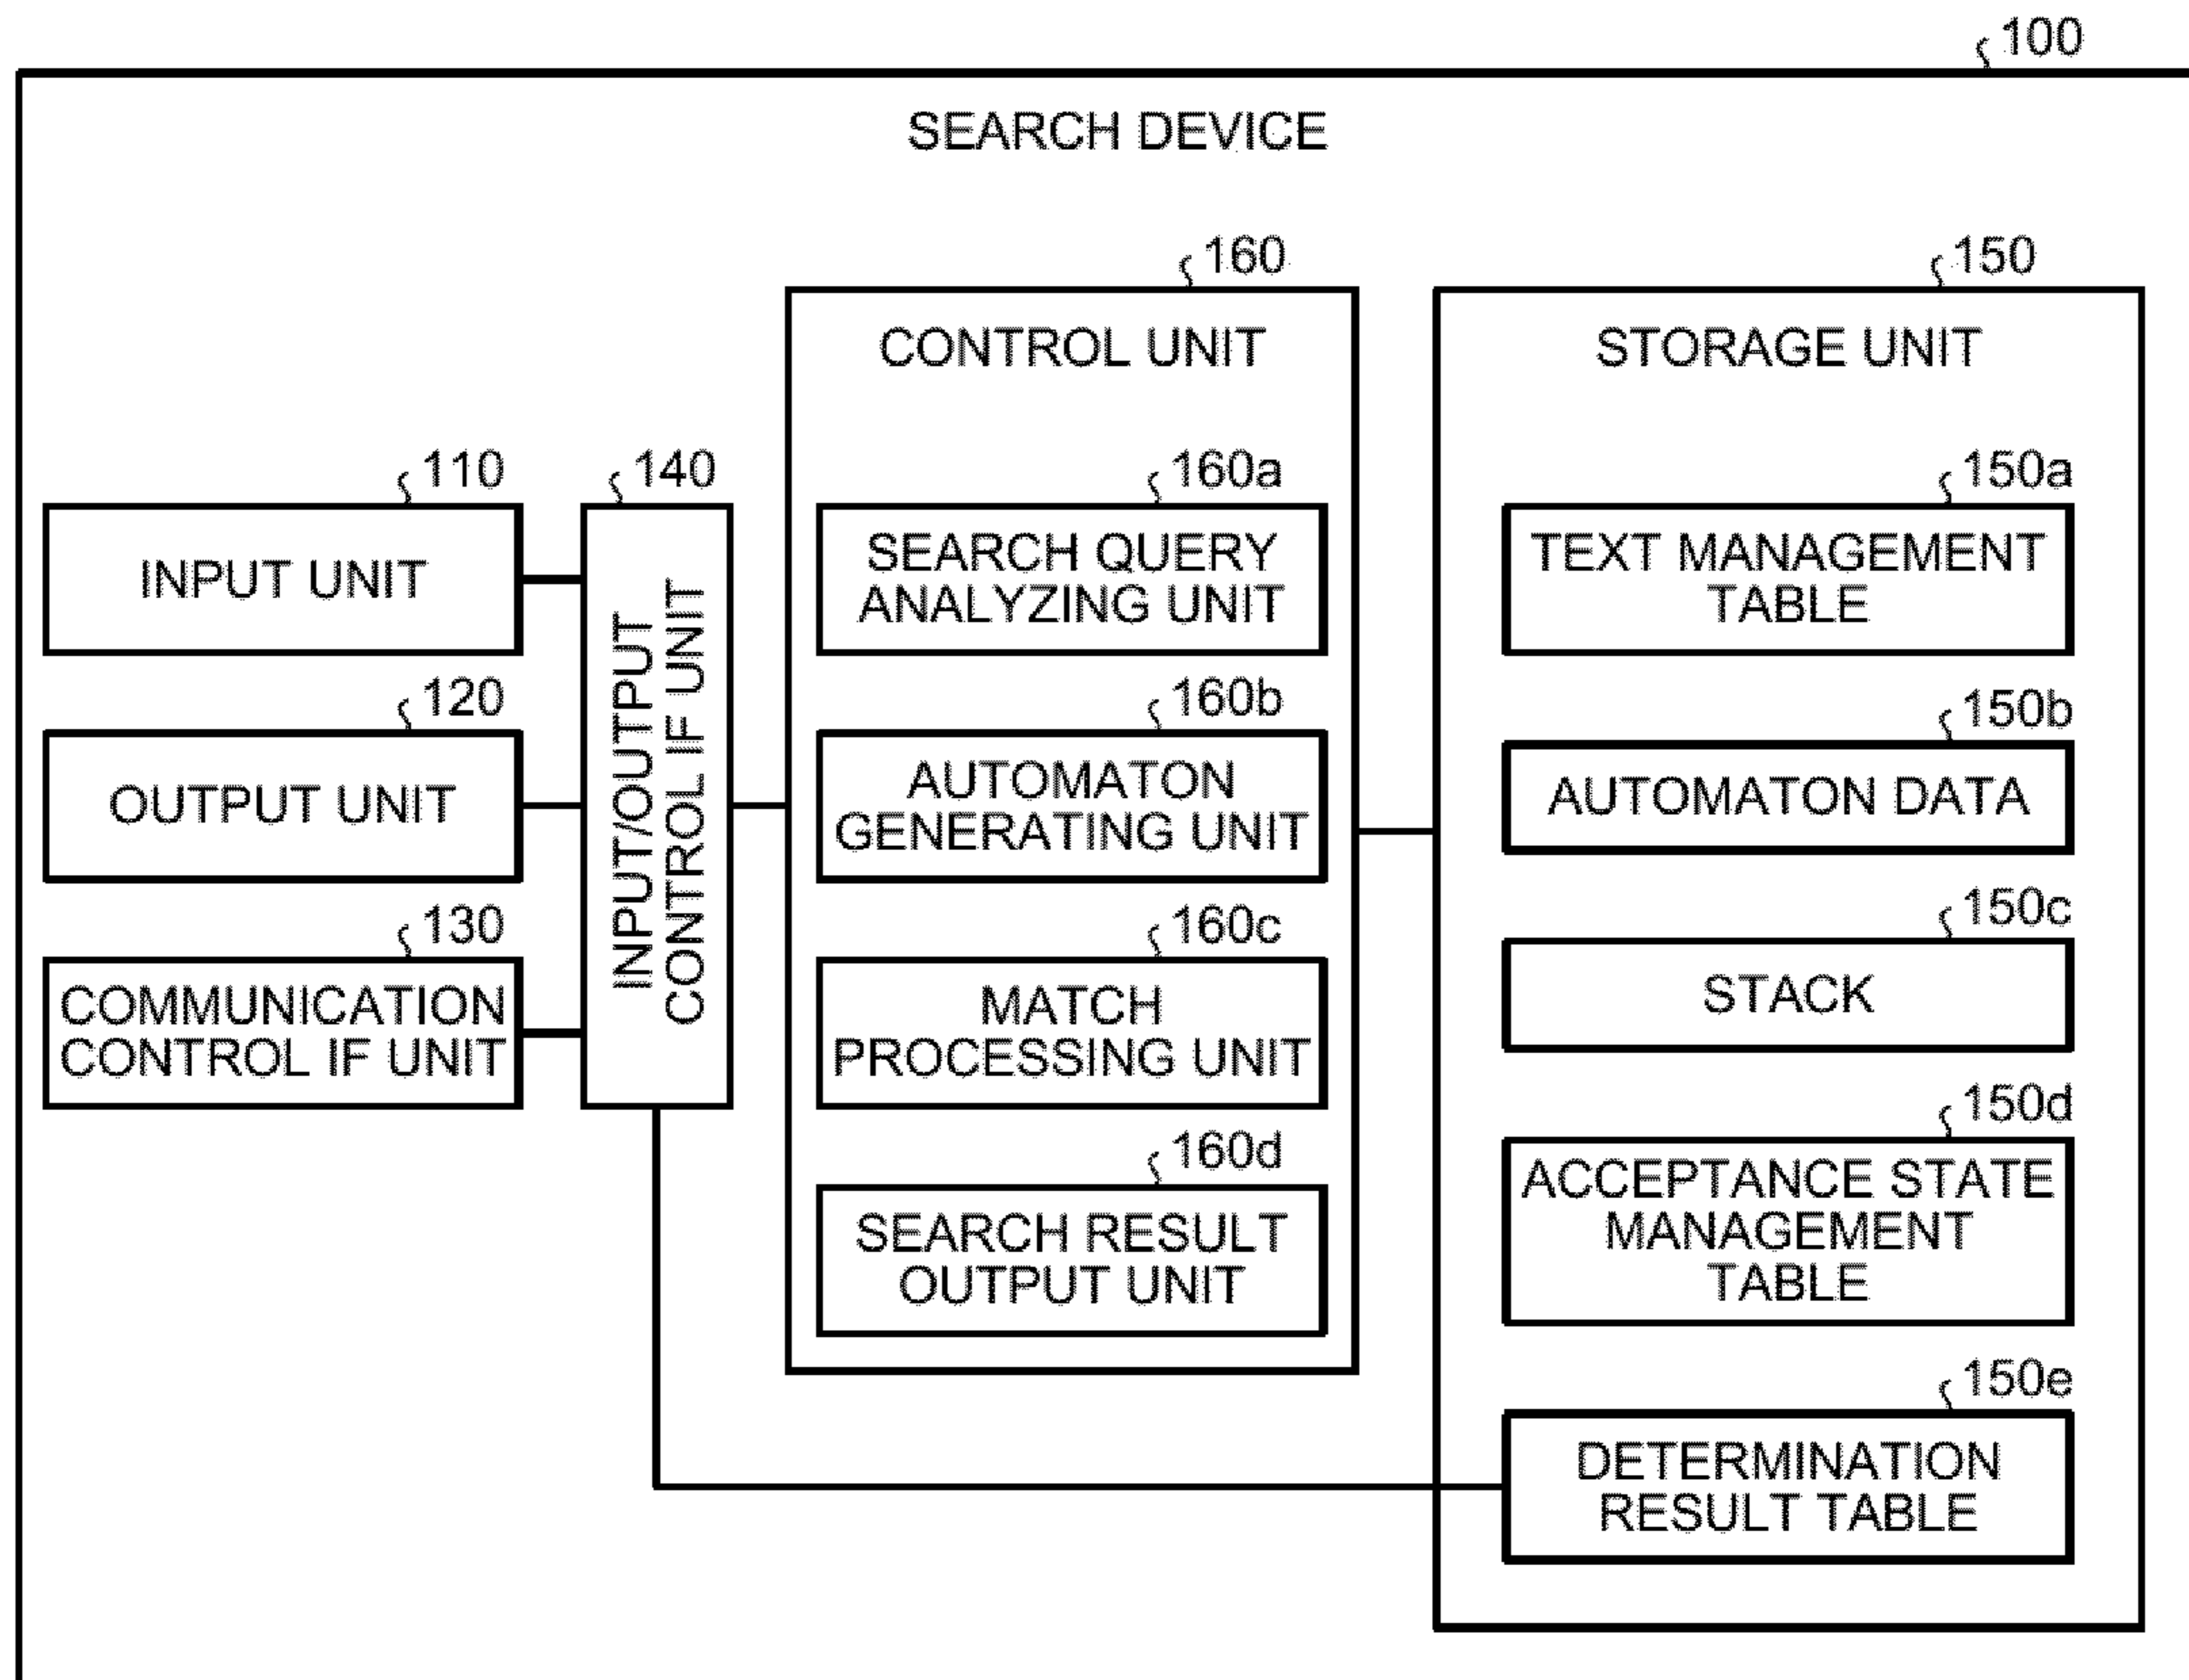 100
SEARCH DEVICE
160
CONTROL UNIT
150
STORAGE UNIT
110
INPUT UNIT
120
OUTPUT UNIT
130
COMMUNICATION
CONTROL IF UNIT
140
INPUT/OUTPUT
CONTROL IF UNIT
160a
SEARCH QUERY
ANALYZING UNIT
160b
AUTOMATON
GENERATING UNIT
160c
MATCH
PROCESSING UNIT
160d
SEARCH RESULT
OUTPUT UNIT
150a
TEXT MANAGEMENT
TABLE
150b
AUTOMATON DATA
150c
STACK
150d
ACCEPTANCE STATE
MANAGEMENT
TABLE
150e
DETERMINATION
RESULT TABLE